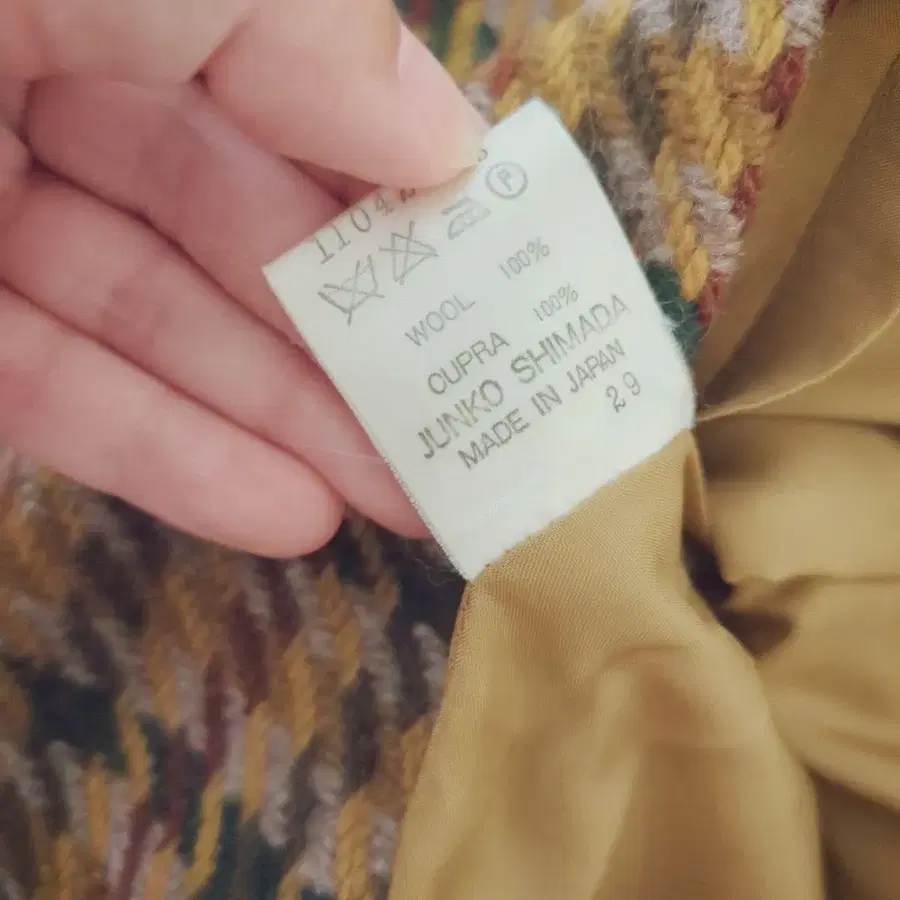 WOOL 100%
CUPRA 100%
JUNKO SHIMADA
MADE IN JAPAN
29